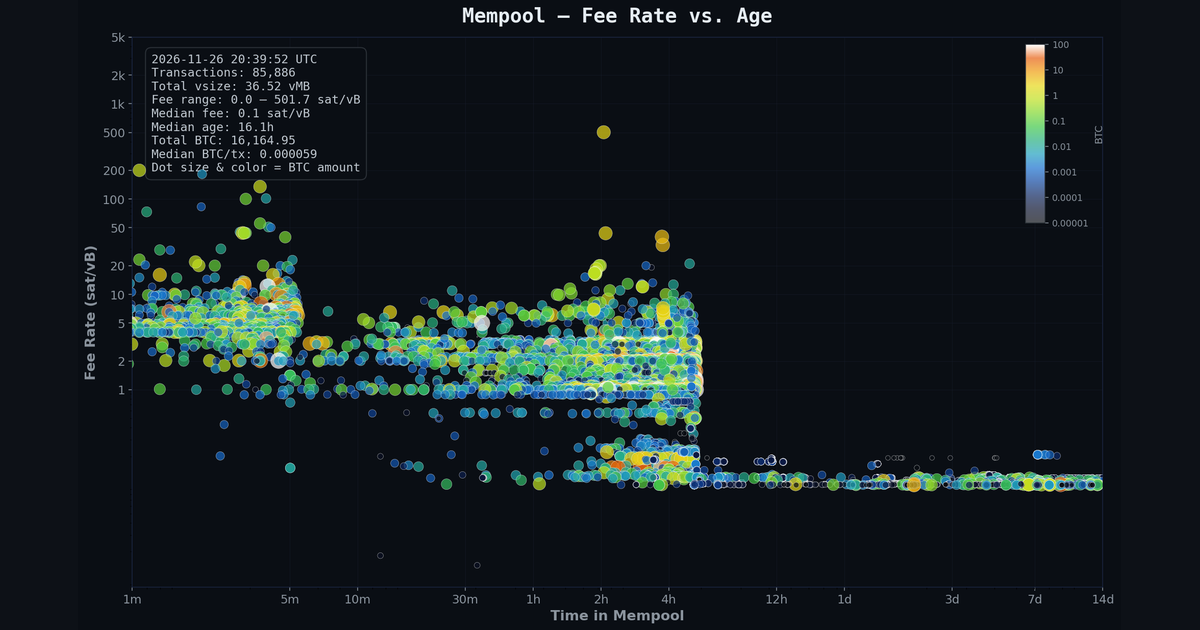 Mempool — Fee Rate vs. Age
5k
2k
1k
500
200
100
50
20
10
5
2
1
Fee Rate (sat/vB)
2026-11-26 20:39:52 UTC
Transactions: 85,886
Total vsize: 36.52 vMB
Fee range: 0.0 – 501.7 sat/vB
Median fee: 0.1 sat/vB
Median age: 16.1h
Total BTC: 16,164.95
Median BTC/tx: 0.000059
Dot size & color = BTC amount
100
10
1
0.1
0.01
0.001
0.0001
0.00001
BTC
1m 5m 10m 30m 1h 2h 4h 12h 1d 3d 7d 14d
Time in Mempool